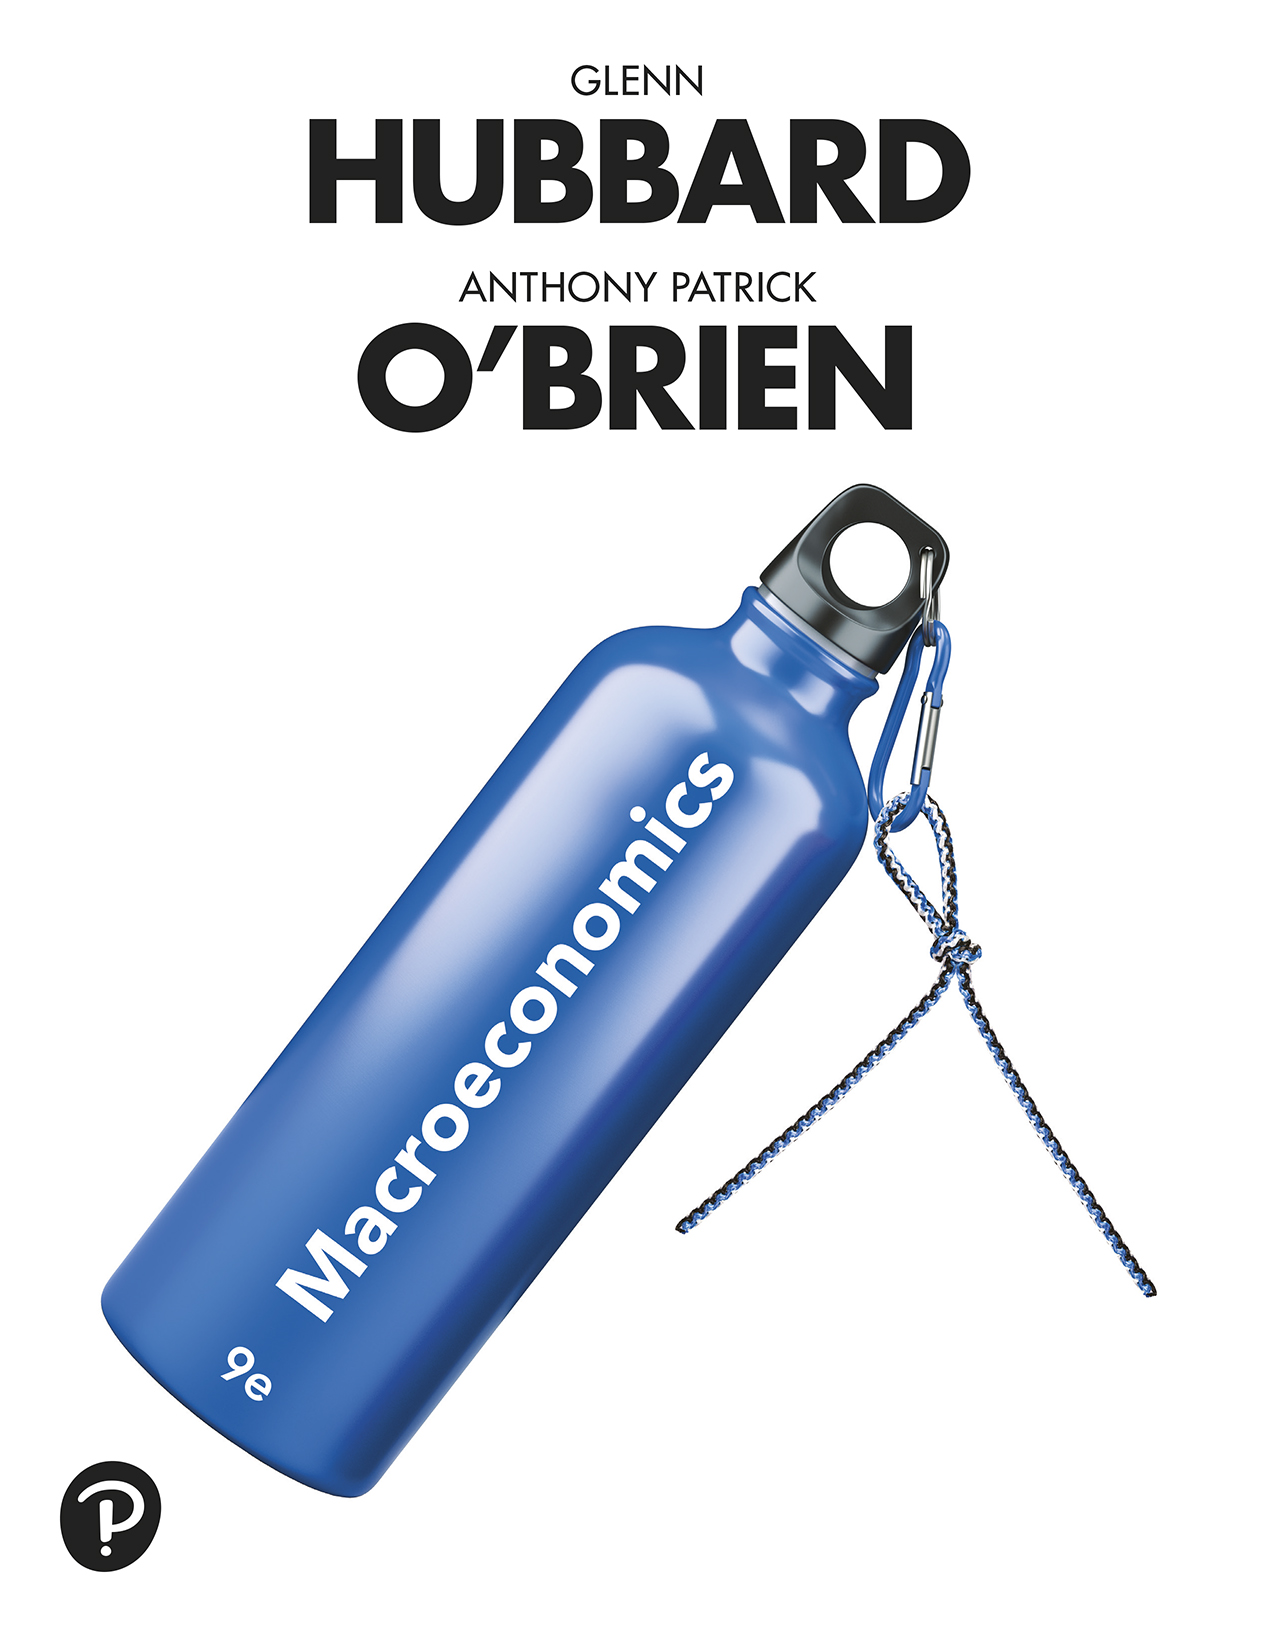 GLENN
HUBBARD
ANTHONY PATRICK
O’BRIEN
Macroeconomics
9e
P